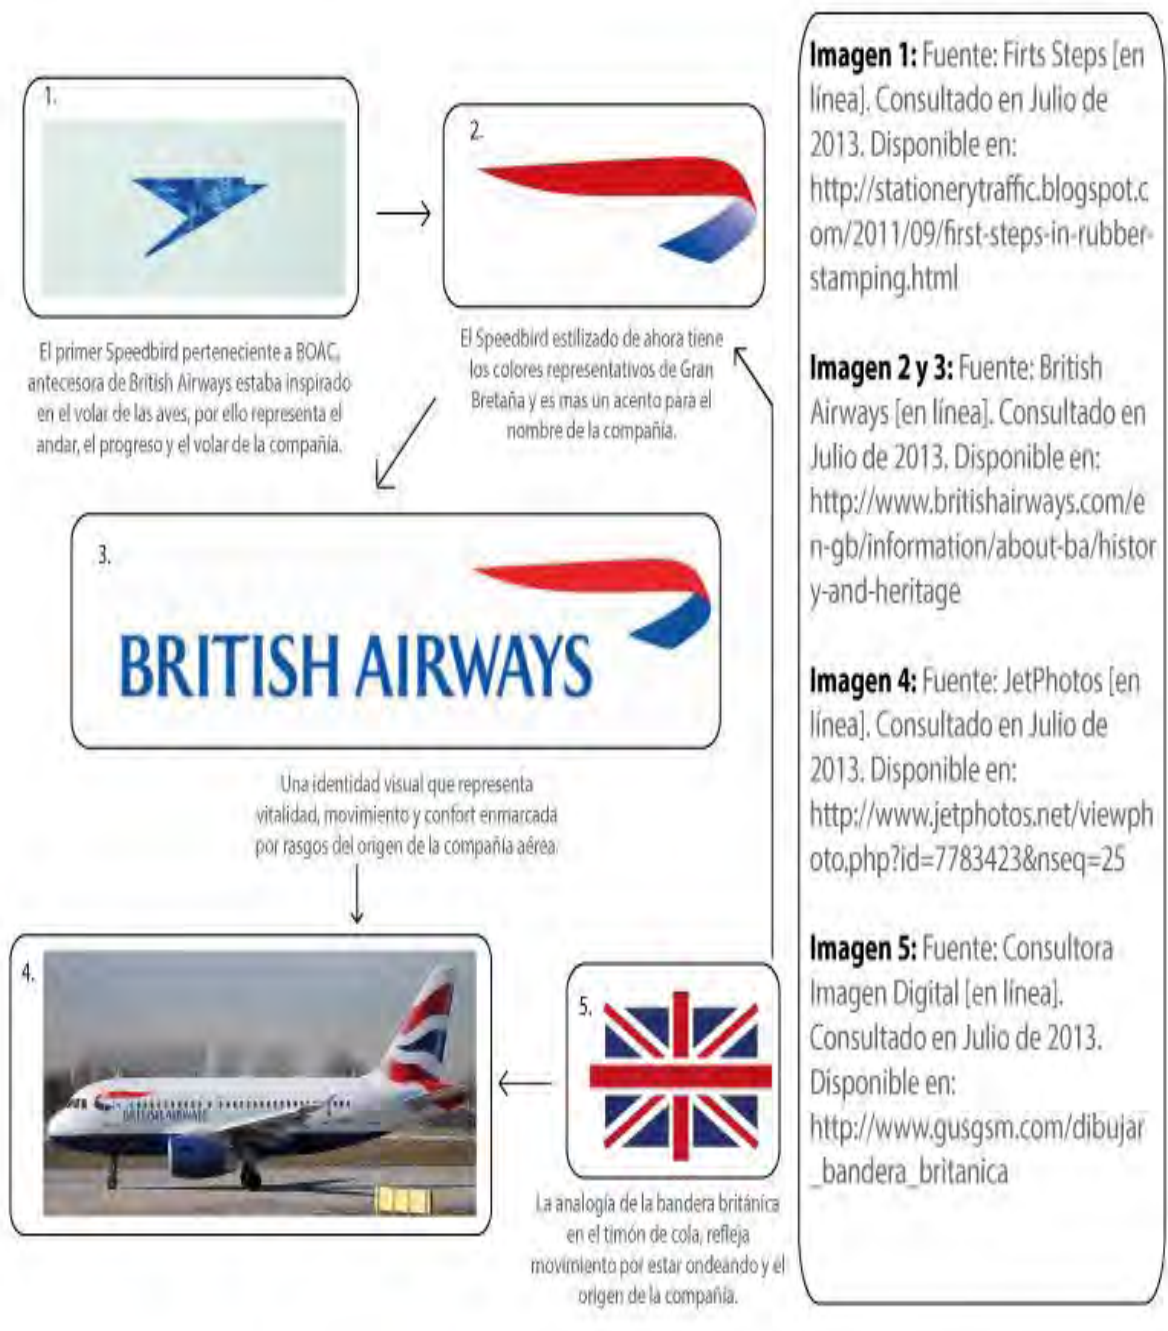 1.
El primer Speedbird perteneciente a BOAC,
antecesora de British Airways estaba inspirado
en el volar de las aves, por ello representa el
andar, el progreso y el volar de la compañía.
2.
El Speedbird estilizado de ahora tiene
los colores representativos de Gran
Bretaña y es mas un acento para el
nombre de la compañía.
3.
BRITISH AIRWAYS
Una identidad visual que representa
vitalidad, movimiento y confort enmarcada
por rasgos del origen de la compañía aérea
4.
BRITISH AIRWAYS
5.
La analogía de la bandera británica
en el timón de cola, refleja
movimiento por estar ondeando y el
origen de la compañía.
Imagen 1: Fuente: Firts Steps [en
línea]. Consultado en Julio de
2013. Disponible en:
http://stationerytraffic.blogspot.c
om/2011/09/first-steps-in-rubber-
stamping.html
Imagen 2 y 3: Fuente: British
Airways [en línea]. Consultado en
Julio de 2013. Disponible en:
http://www.britishairways.com/e
n-gb/information/about-ba/histor
y-and-heritage
Imagen 4: Fuente: JetPhotos [en
línea]. Consultado en Julio de
2013. Disponible en:
http://www.jetphotos.net/viewph
oto.php?id=7783423&nseq=25
Imagen 5: Fuente: Consultora
Imagen Digital [en línea].
Consultado en Julio de 2013.
Disponible en:
http://www.gusgsm.com/dibujar
_bandera_britanica